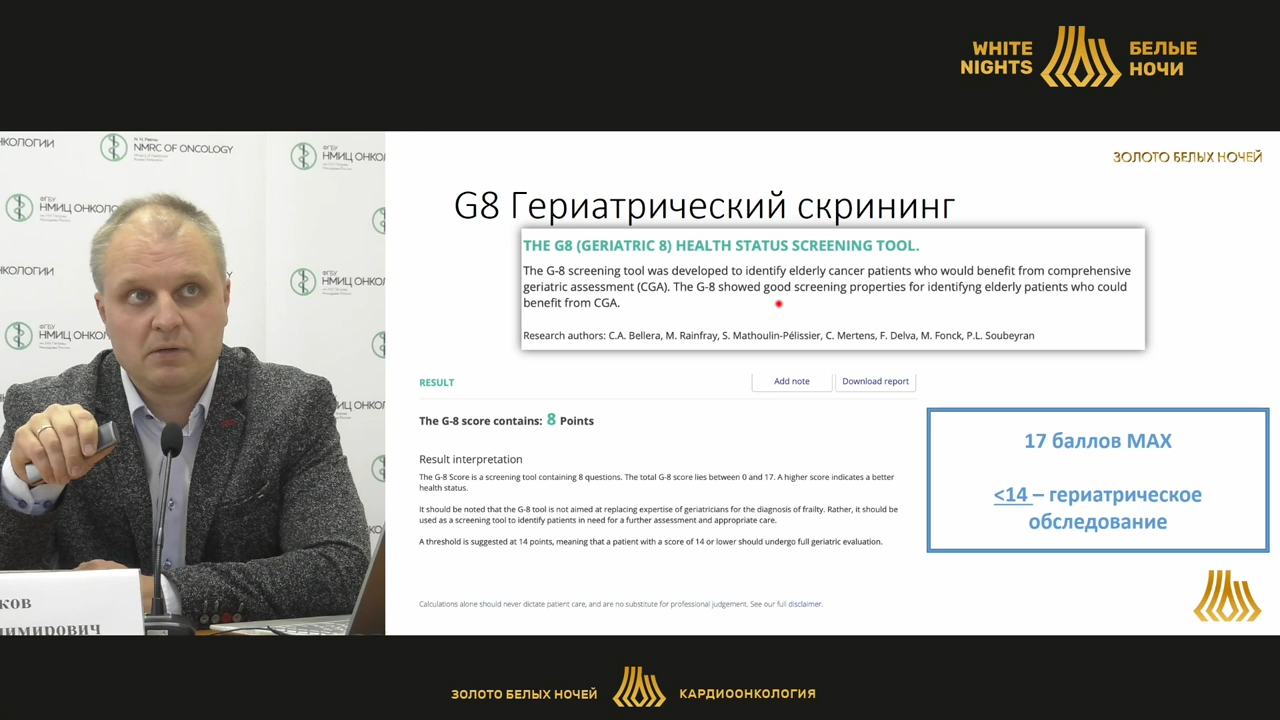 WHITE
NIGHTS
БЕЛЫЕ
НОЧИ
NMRC OF ONCOLOGY
ФГБУ
НМИЦ ОНКОЛ
НКОЛОГИИ
ЗОЛОТО БЕЛЫХ НОЧЕЙ
G8 Гериатрический скрининг
THE G8 (GERIATRIC 8) HEALTH STATUS SCREENING TOOL.
The G-8 screening tool was developed to identify elderly cancer patients who would benefit from comprehensive
geriatric assessment (CGA). The G-8 showed good screening properties for identifyng elderly patients who could
benefit from CGA.
Research authors: C.A. Bellera, M. Rainfray, S. Mathoulin-Pélissier, C. Mertens, F. Delva, M. Fonck, P.L. Soubeyran
RESULT
Add note
Download report
The G-8 score contains: 8 Points
Result interpretation
The G-8 Score is a screening tool containing 8 questions. The total G-8 score lies between 0 and 17. A higher score indicates a better
health status.
It should be noted that the G-8 tool is not aimed at replacing expertise of geriatricians for the diagnosis of frailty. Rather, it should be
used as a screening tool to identify patients in need for a further assessment and appropriate care.
A threshold is suggested at 14 points, meaning that a patient with a score of 14 or lower should undergo full geriatric evaluation.
Calculations alone should never dictate patient care, and are no substitute for professional judgement. See our full disclaimer.
17 баллов MAX
<14 – гериатрическое
обследование
ков
димирович
ЗОЛОТО БЕЛЫХ НОЧЕЙ
КАРДИООНКОЛОГИЯ